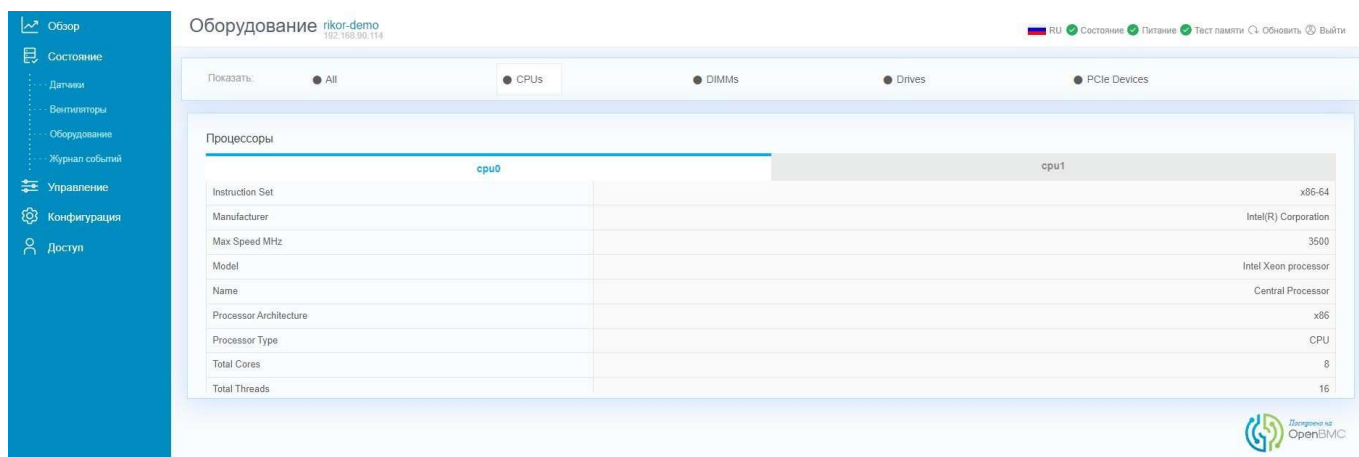 Обзор
Состояние
Датчики
Вентиляторы
Оборудование
Журнал событий
Управление
Конфигурация
Доступ
Оборудование rikor-demo
192.168.90.114
RU Состояние Питание Тест памяти Обновить Выйти
Показать: All CPUs DIMMs Drives PCIe Devices
Процессоры
cpu0 cpu1
Instruction Set x86-64
Manufacturer Intel(R) Corporation
Max Speed MHz 3500
Model Intel Xeon processor
Name Central Processor
Processor Architecture x86
Processor Type CPU
Total Cores 8
Total Threads 16
Построено на
OpenBMC